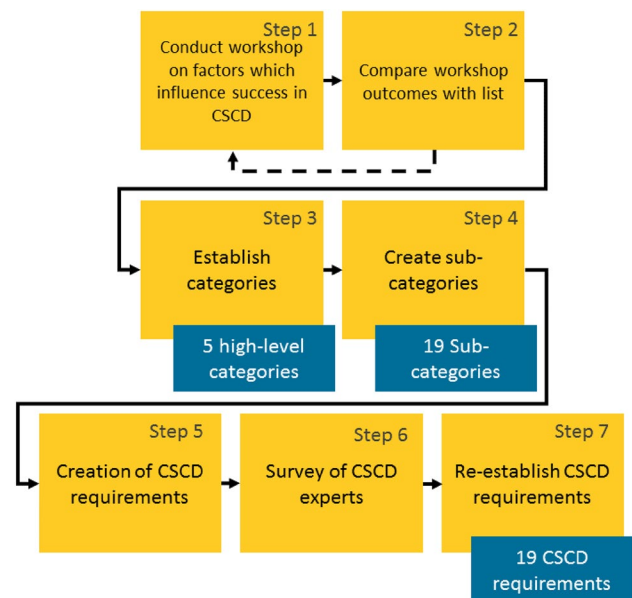 Step 1
Conduct workshop
on factors which
influence success in
CSCD
Step 2
Compare workshop
outcomes with list
Step 3
Establish
categories
5 high-level
categories
Step 4
Create sub-
categories
19 Sub-
categories
Step 5
Creation of CSCD
requirements
Step 6
Survey of CSCD
experts
Step 7
Re-establish CSCD
requirements
19 CSCD
requirements